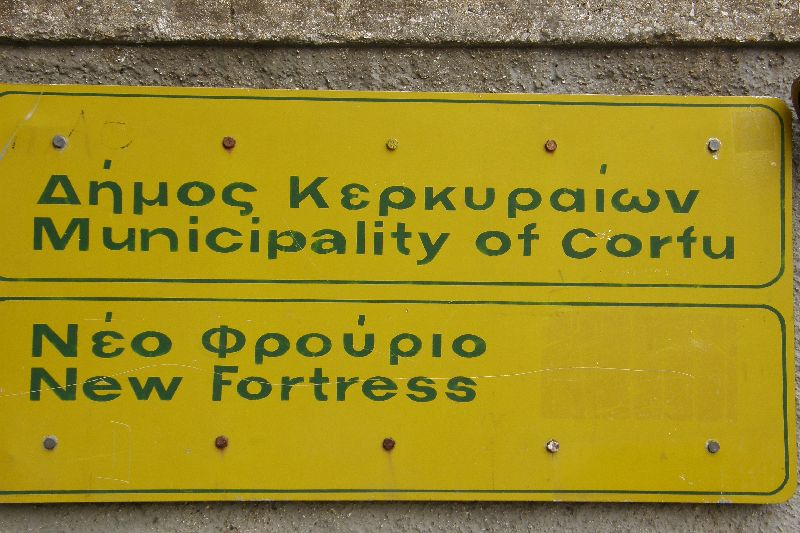 Δήμος Κερκυραίων
Municipality of Corfu
Νέο Φρούριο
New Fortress